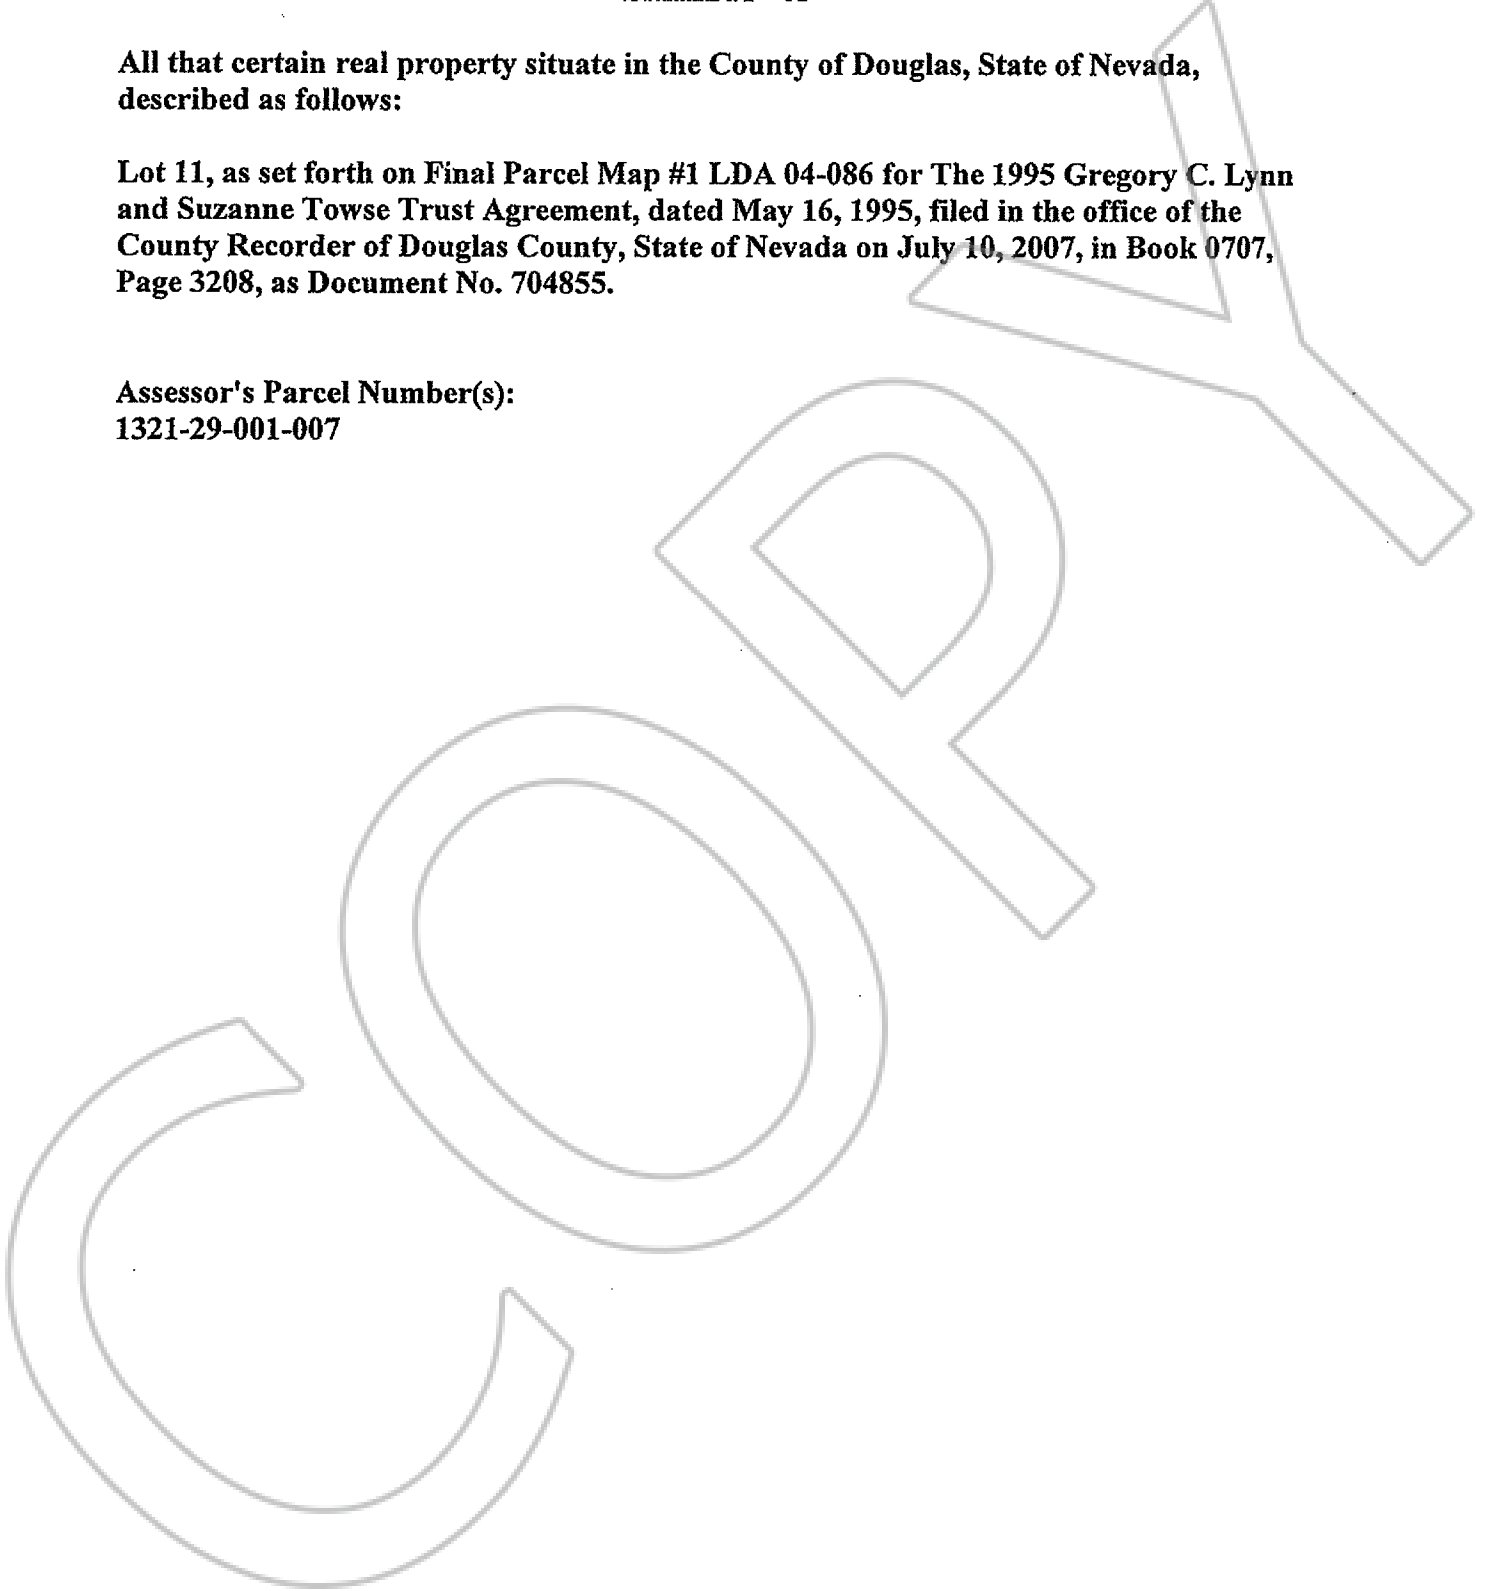 All that certain real property situate in the County of Douglas, State of Nevada,
described as follows:
Lot 11, as set forth on Final Parcel Map #1 LDA 04-086 for The 1995 Gregory C. Lynn
and Suzanne Towse Trust Agreement, dated May 16, 1995, filed in the office of the
County Recorder of Douglas County, State of Nevada on July 10, 2007, in Book 0707,
Page 3208, as Document No. 704855.
Assessor's Parcel Number(s):
1321-29-001-007
COPY